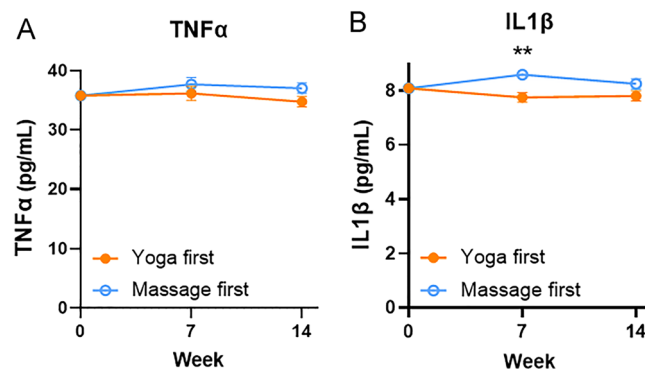 A
TNFα
TNFα (pg/mL)
40
30
20
10
0
Yoga first
Massage first
0 7 14
Week
B
IL1β
**
IL1β (pg/mL)
8
6
4
2
0
Yoga first
Massage first
0 7 14
Week